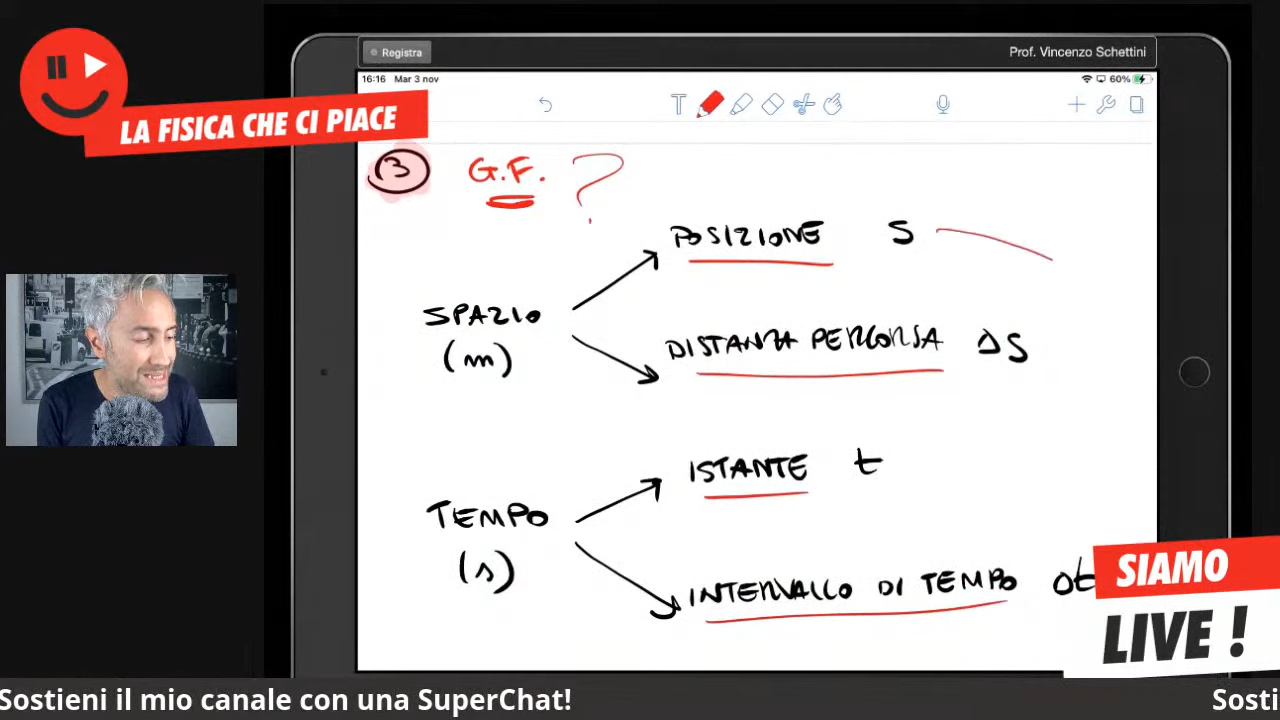 Registra
Prof. Vincenzo Schettini
16:16 Mar 3 nov
60%
LA FISICA CHE CI PIACE
3 G.F. ?
POSIZIONE S
SPAZIO
(m)
DISTANZA PERCORSA ΔS
ISTANTE t
TEMPO
(s)
INTERVALLO DI TEMPO Δt
SIAMO
LIVE !
Sostieni il mio canale con una SuperChat!
Sosti